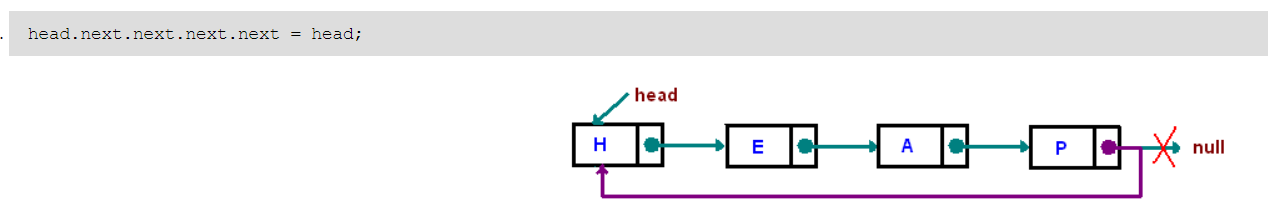 . head.next.next.next.next = head;
head
H E A P null